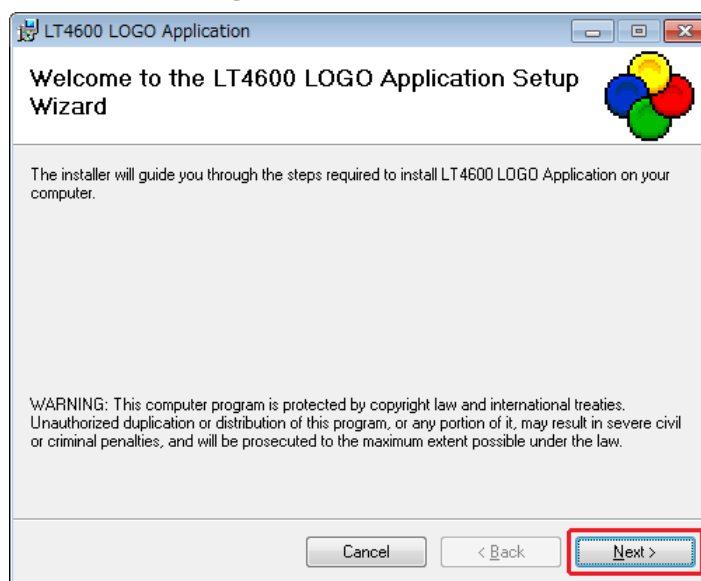 LT4600 LOGO Application
Welcome to the LT4600 LOGO Application Setup
Wizard
The installer will guide you through the steps required to install LT4600 LOGO Application on your
computer.
WARNING: This computer program is protected by copyright law and international treaties.
Unauthorized duplication or distribution of this program, or any portion of it, may result in severe civil
or criminal penalties, and will be prosecuted to the maximum extent possible under the law.
Cancel < Back Next >